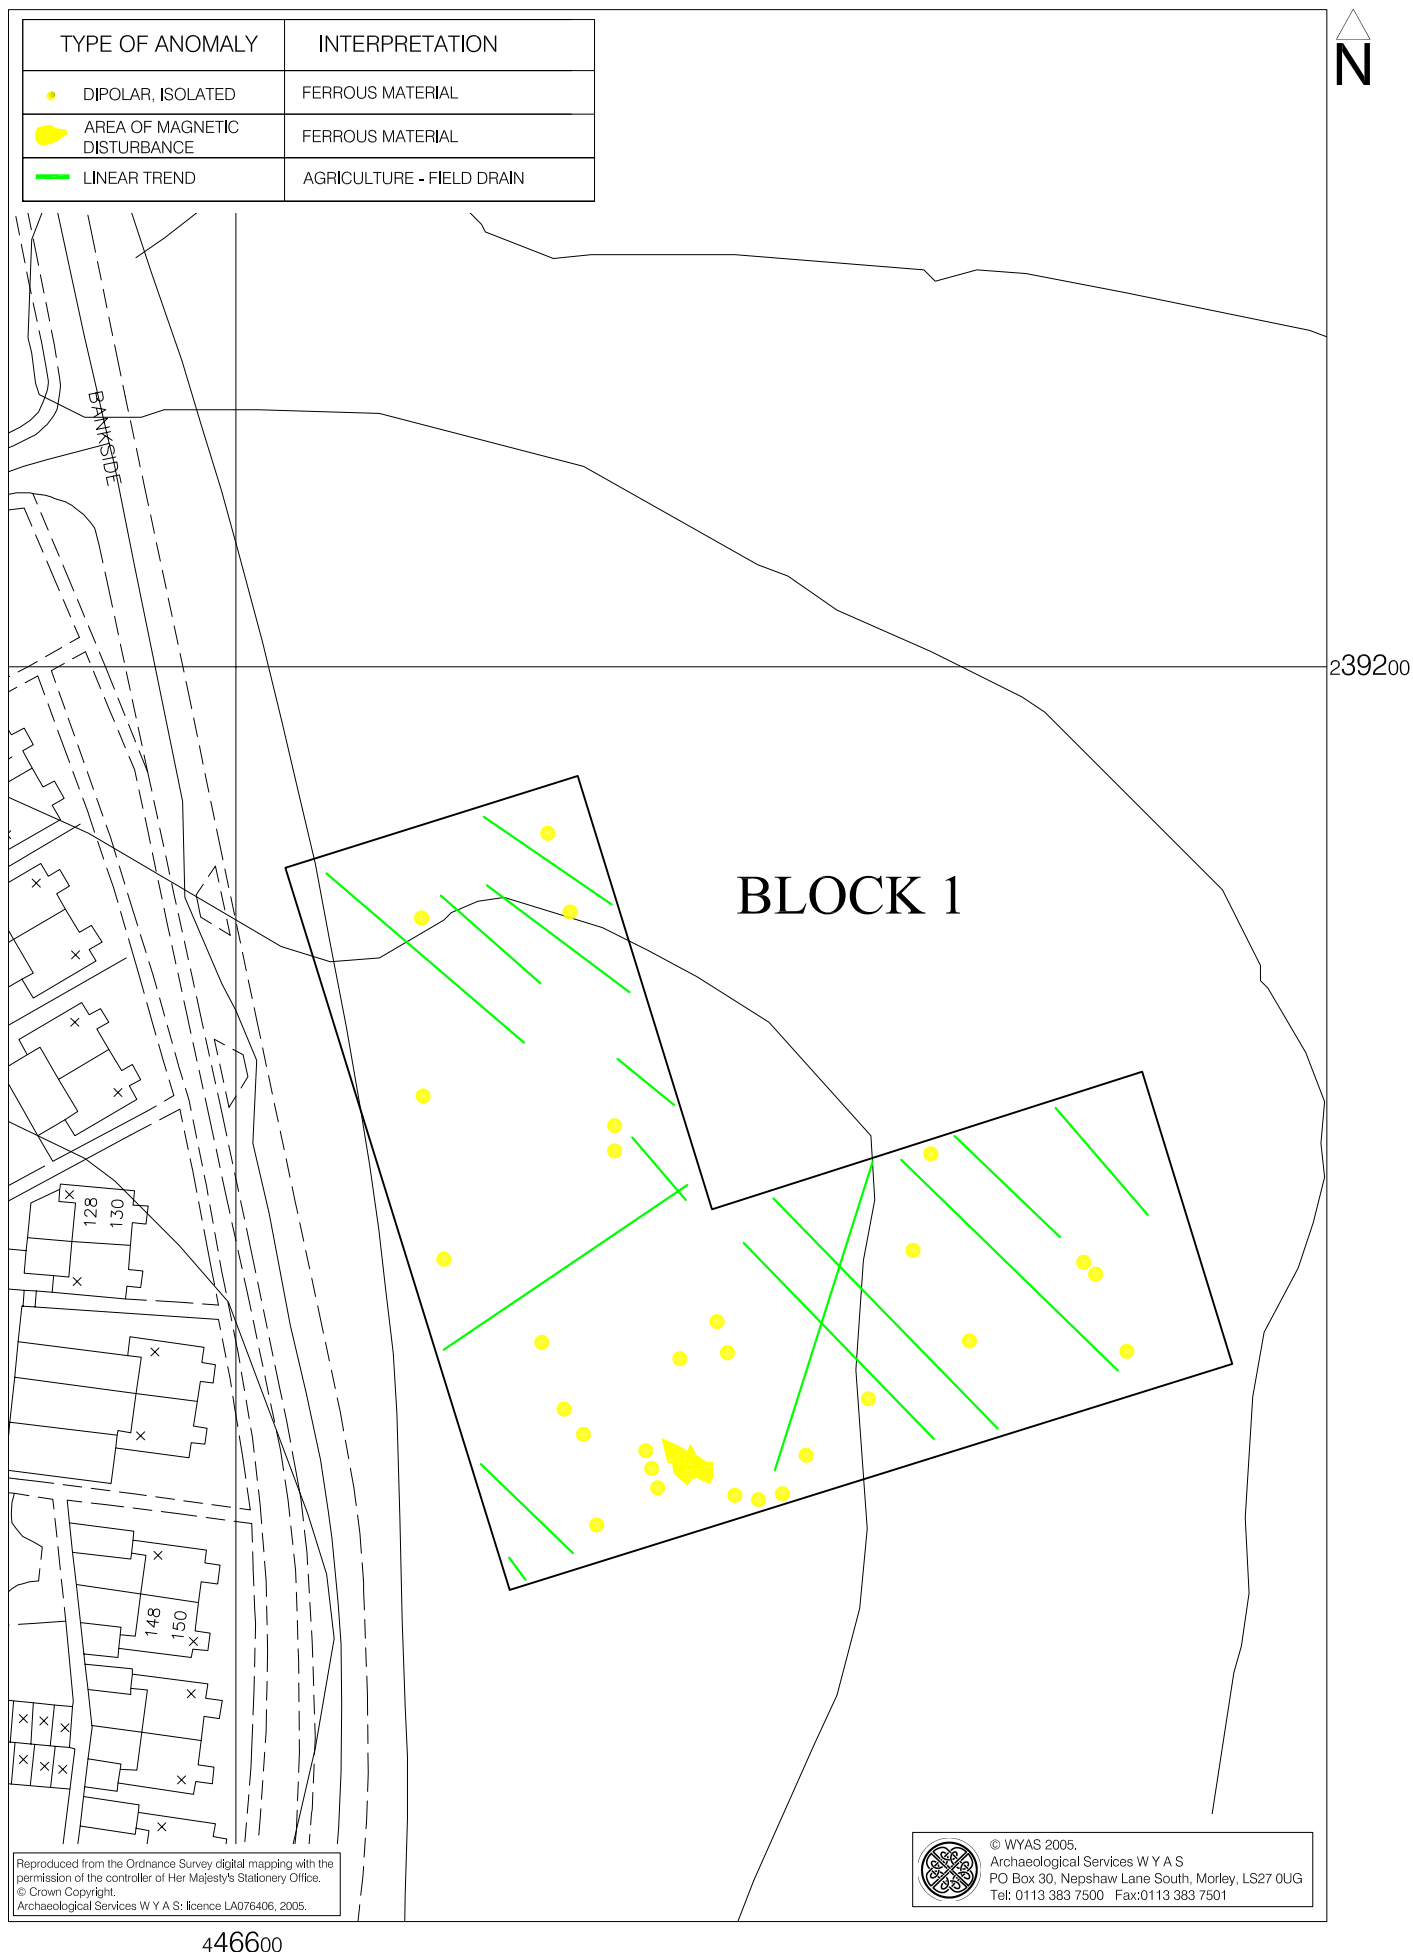 TYPE OF ANOMALY INTERPRETATION
DIPOLAR, ISOLATED FERROUS MATERIAL
AREA OF MAGNETIC
DISTURBANCE FERROUS MATERIAL
LINEAR TREND AGRICULTURE - FIELD DRAIN
N
BANKSIDE
239200
BLOCK 1
128
130
148
150
Reproduced from the Ordnance Survey digital mapping with the
permission of the controller of Her Majesty's Stationery Office.
© Crown Copyright.
Archaeological Services W Y A S: licence LA076406, 2005.
© WYAS 2005.
Archaeological Services W Y A S
PO Box 30, Nepshaw Lane South, Morley, LS27 0UG
Tel: 0113 383 7500 Fax:0113 383 7501
446600